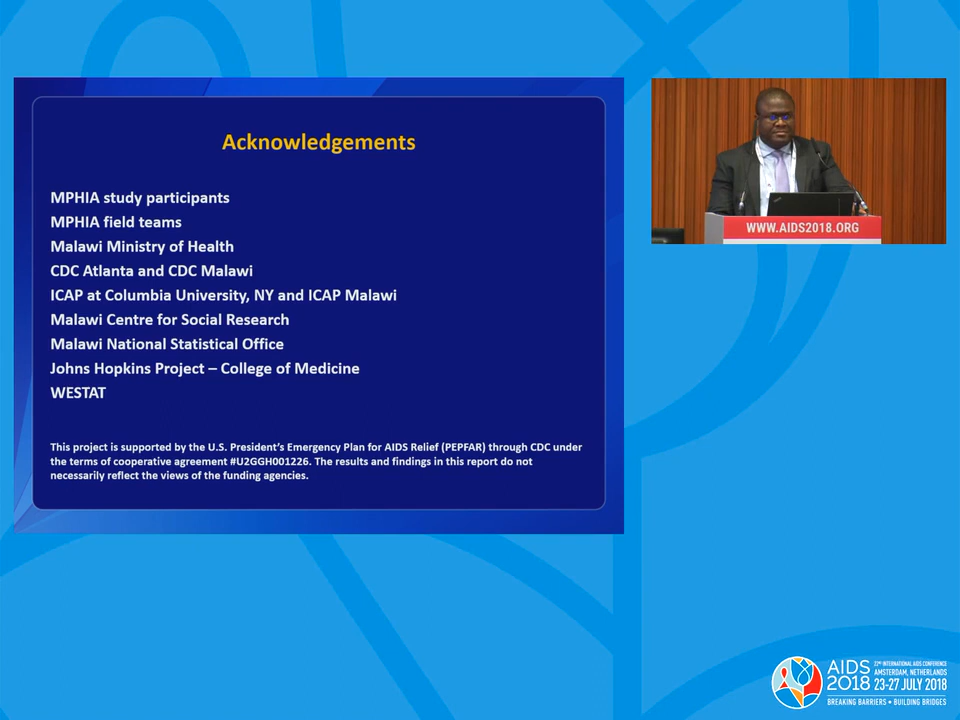 Acknowledgements
MPHIA study participants
MPHIA field teams
Malawi Ministry of Health
CDC Atlanta and CDC Malawi
ICAP at Columbia University, NY and ICAP Malawi
Malawi Centre for Social Research
Malawi National Statistical Office
Johns Hopkins Project – College of Medicine
WESTAT
This project is supported by the U.S. President’s Emergency Plan for AIDS Relief (PEPFAR) through CDC under
the terms of cooperative agreement #U2GGH001226. The results and findings in this report do not
necessarily reflect the views of the funding agencies.
WWW.AIDS2018.ORG
AIDS
2018
22ND INTERNATIONAL AIDS CONFERENCE
AMSTERDAM, NETHERLANDS
23-27 JULY 2018
BREAKING BARRIERS • BUILDING BRIDGES